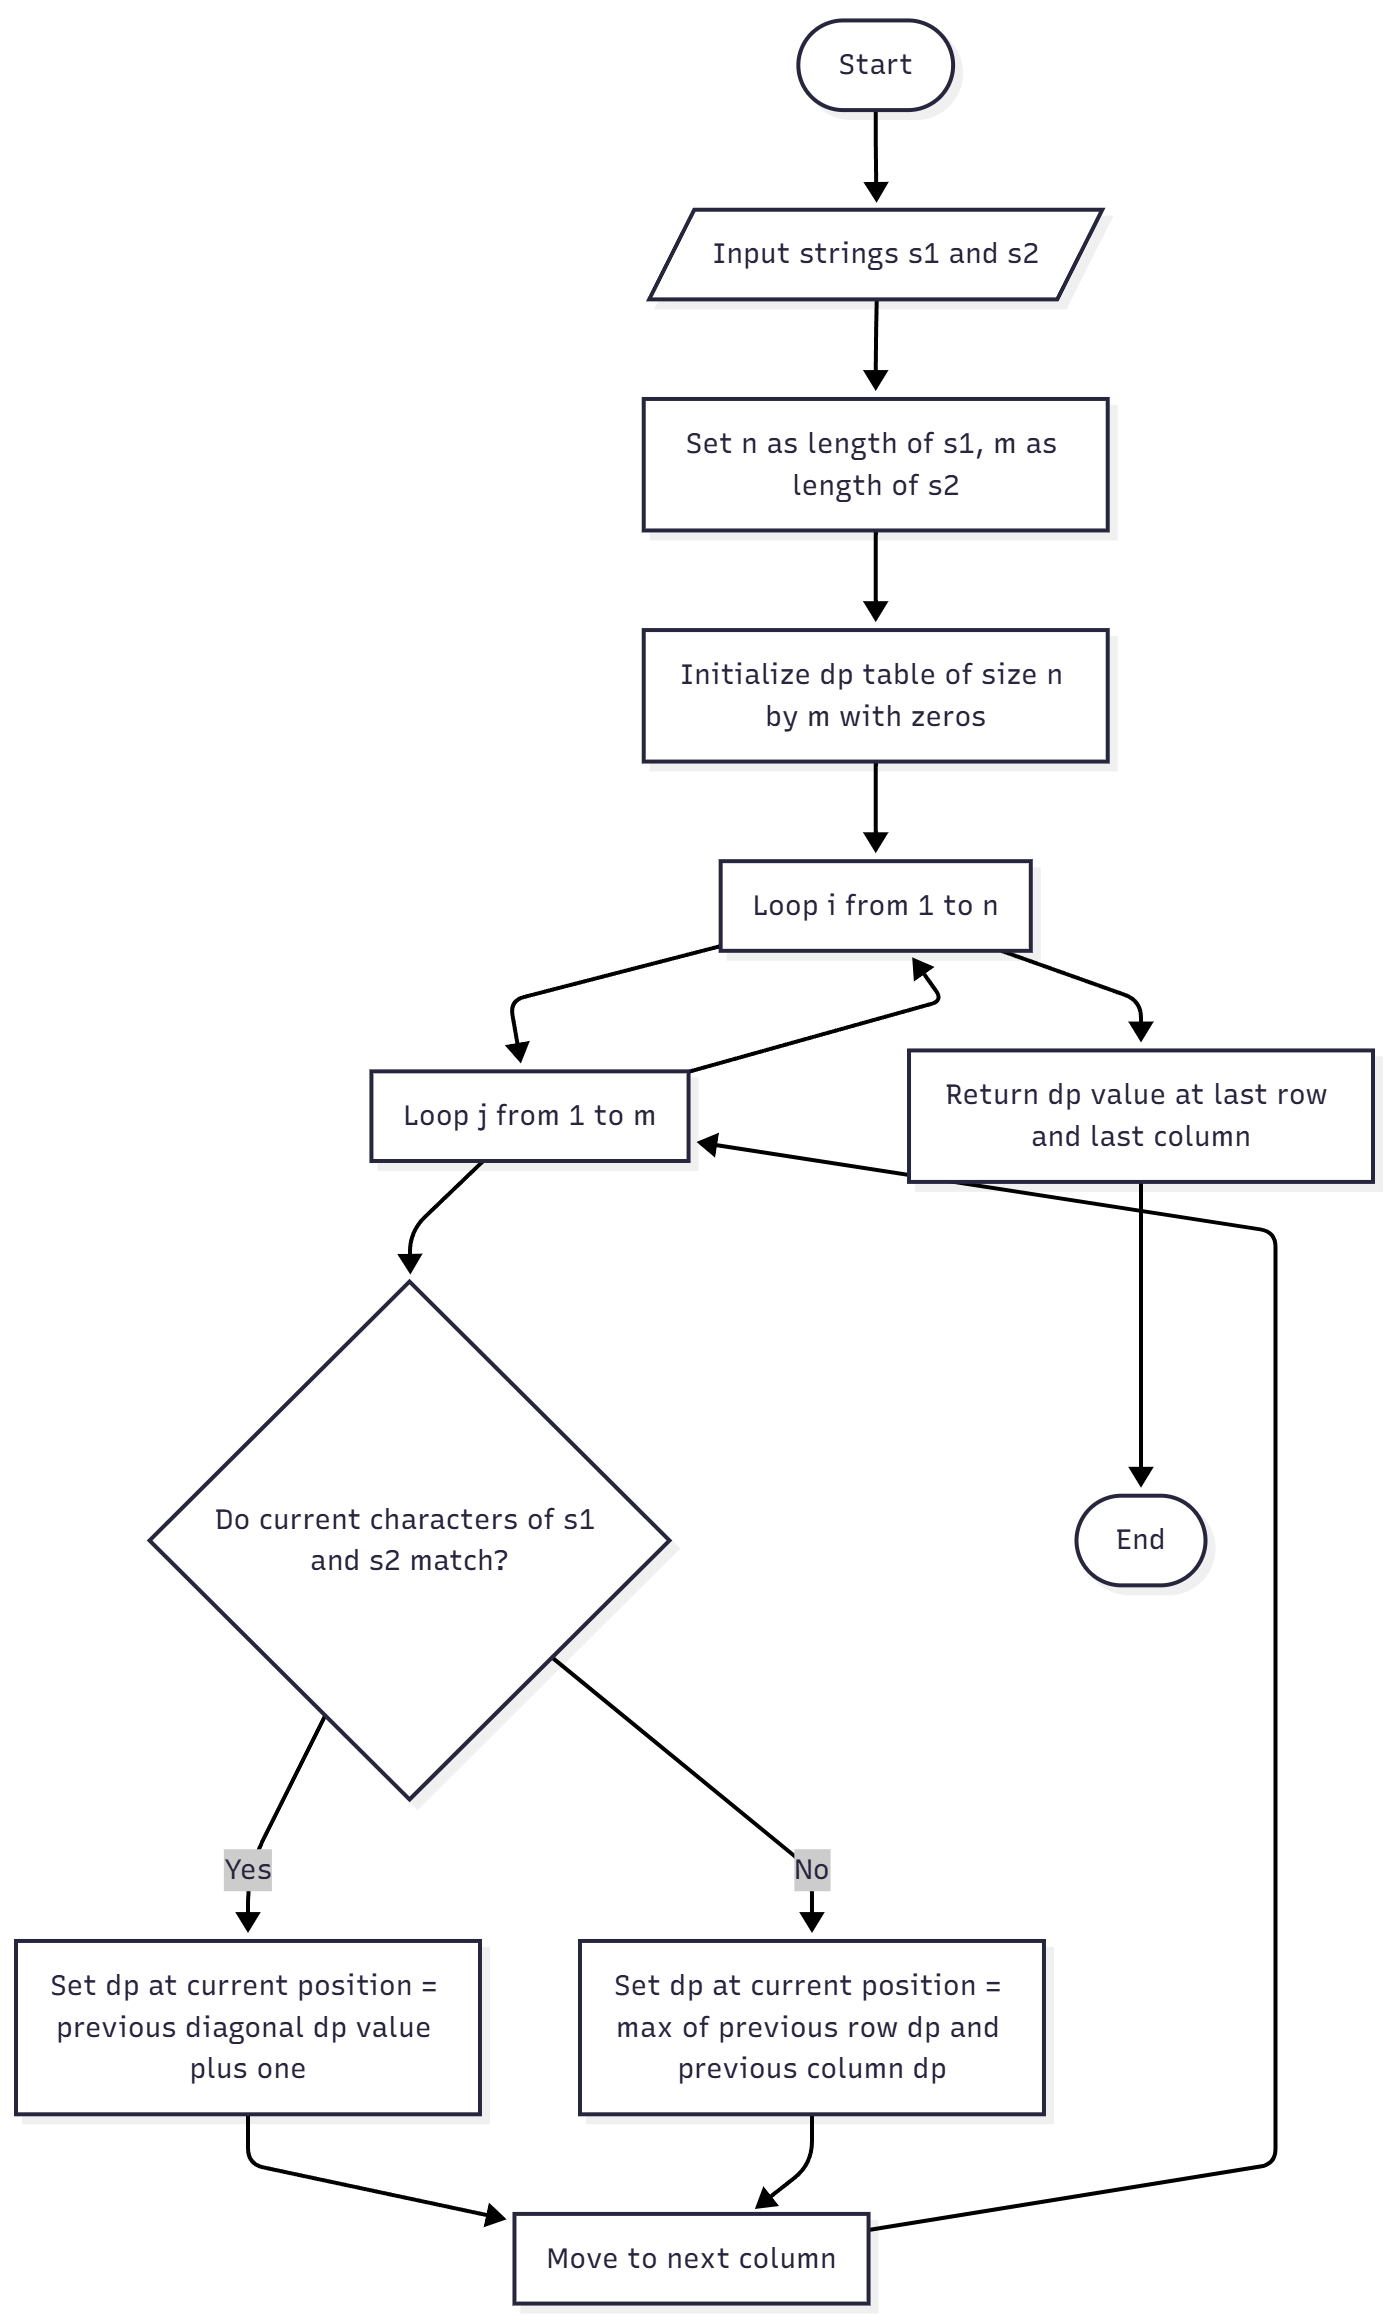 Start
Input strings s1 and s2
Set n as length of s1, m as
length of s2
Initialize dp table of size n
by m with zeros
Loop i from 1 to n
Loop j from 1 to m
Return dp value at last row
and last column
Do current characters of s1
and s2 match?
End
Yes
No
Set dp at current position =
previous diagonal dp value
plus one
Set dp at current position =
max of previous row dp and
previous column dp
Move to next column